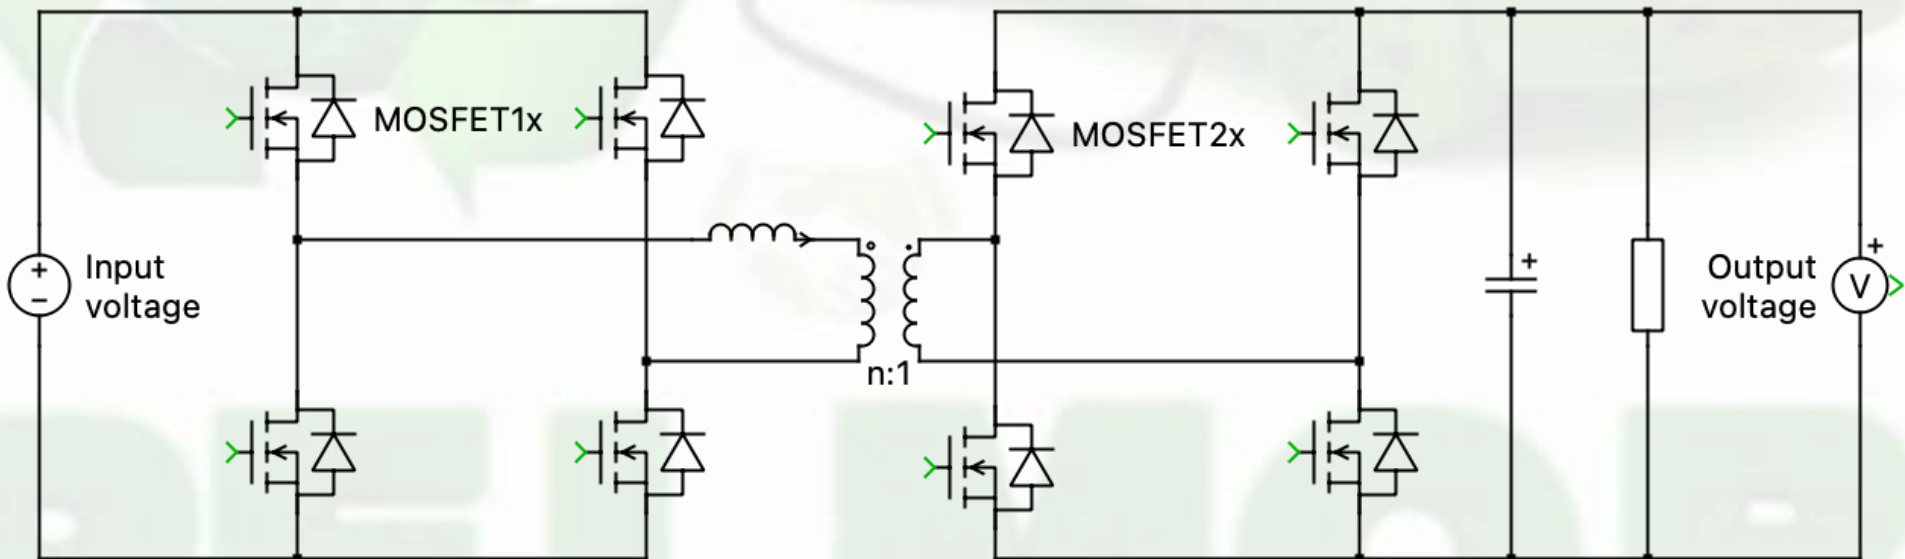 MOSFET1x
MOSFET2x
Input
voltage
+
−
n:1
+
Output
voltage
+
V